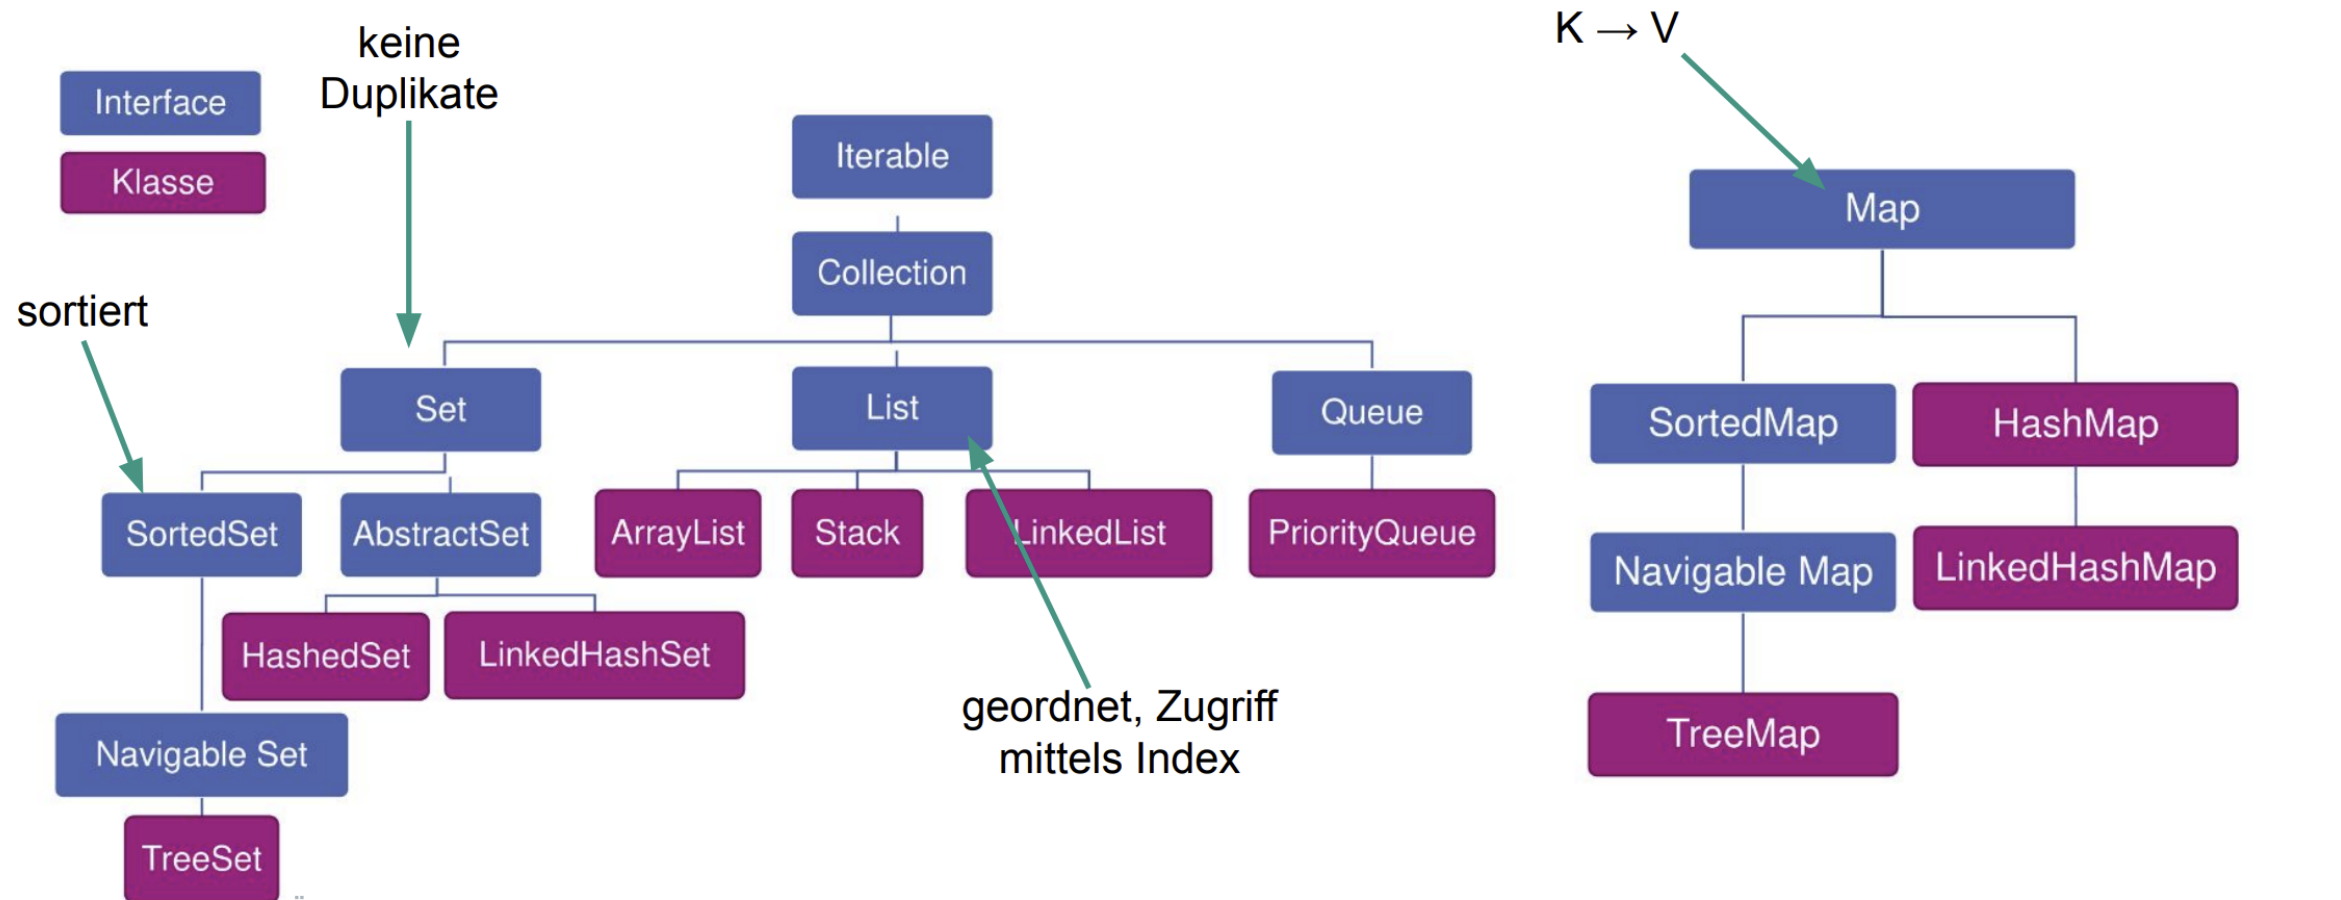 keine
Duplikate
K → V
Interface
Klasse
Iterable
Map
Collection
sortiert
Set
List
Queue
SortedMap
HashMap
SortedSet
AbstractSet
ArrayList
Stack
LinkedList
PriorityQueue
Navigable Map
LinkedHashMap
HashedSet
LinkedHashSet
geordnet, Zugriff
mittels Index
Navigable Set
TreeMap
TreeSet